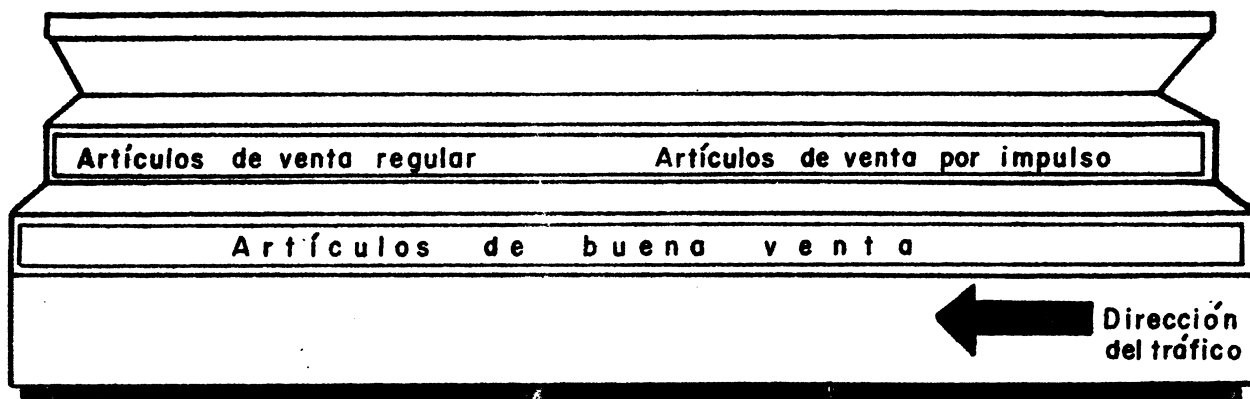 Artículos de venta regular Artículos de venta por impulso
Artículos de buena venta
Dirección
del tráfico